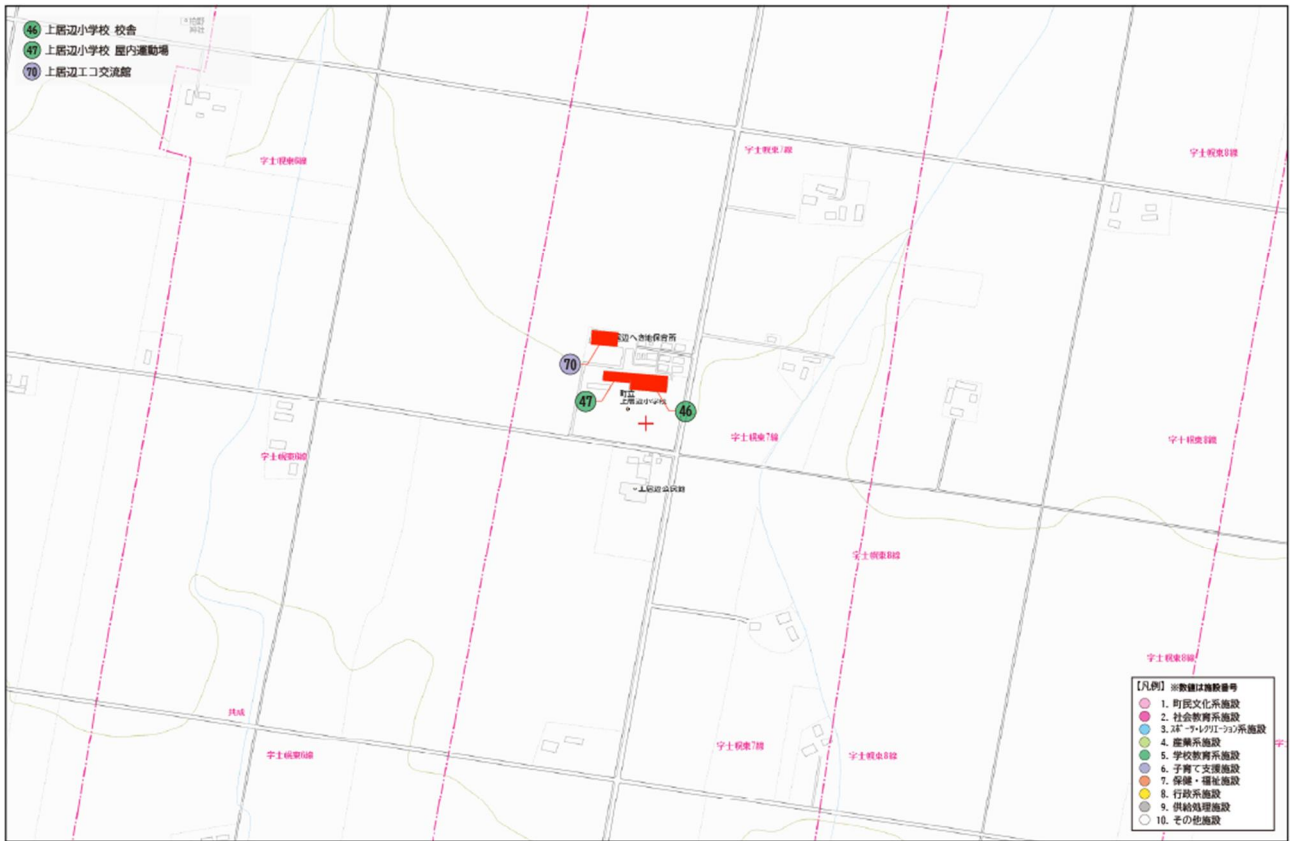 46 上居辺小学校 校舎
47 上居辺小学校 屋内運動場
70 上居辺エコ交流館
字士幌東6線
字士幌東7線
字士幌東8線
辺へき地保育所
70
47
46
町立
上居辺小学校
字士幌東7線
字士幌東8線
字士幌東6線
上居辺公民館
字士幌東8線
字士幌東8線
共成
字士幌東6線
字士幌東7線
字士幌東8線
【凡例】 ※数値は施設番号
1. 町民文化系施設
2. 社会教育系施設
3. スポーツ・レクリエーション系施設
4. 産業系施設
5. 学校教育系施設
6. 子育て支援施設
7. 保健・福祉施設
8. 行政系施設
9. 供給処理施設
10. その他施設